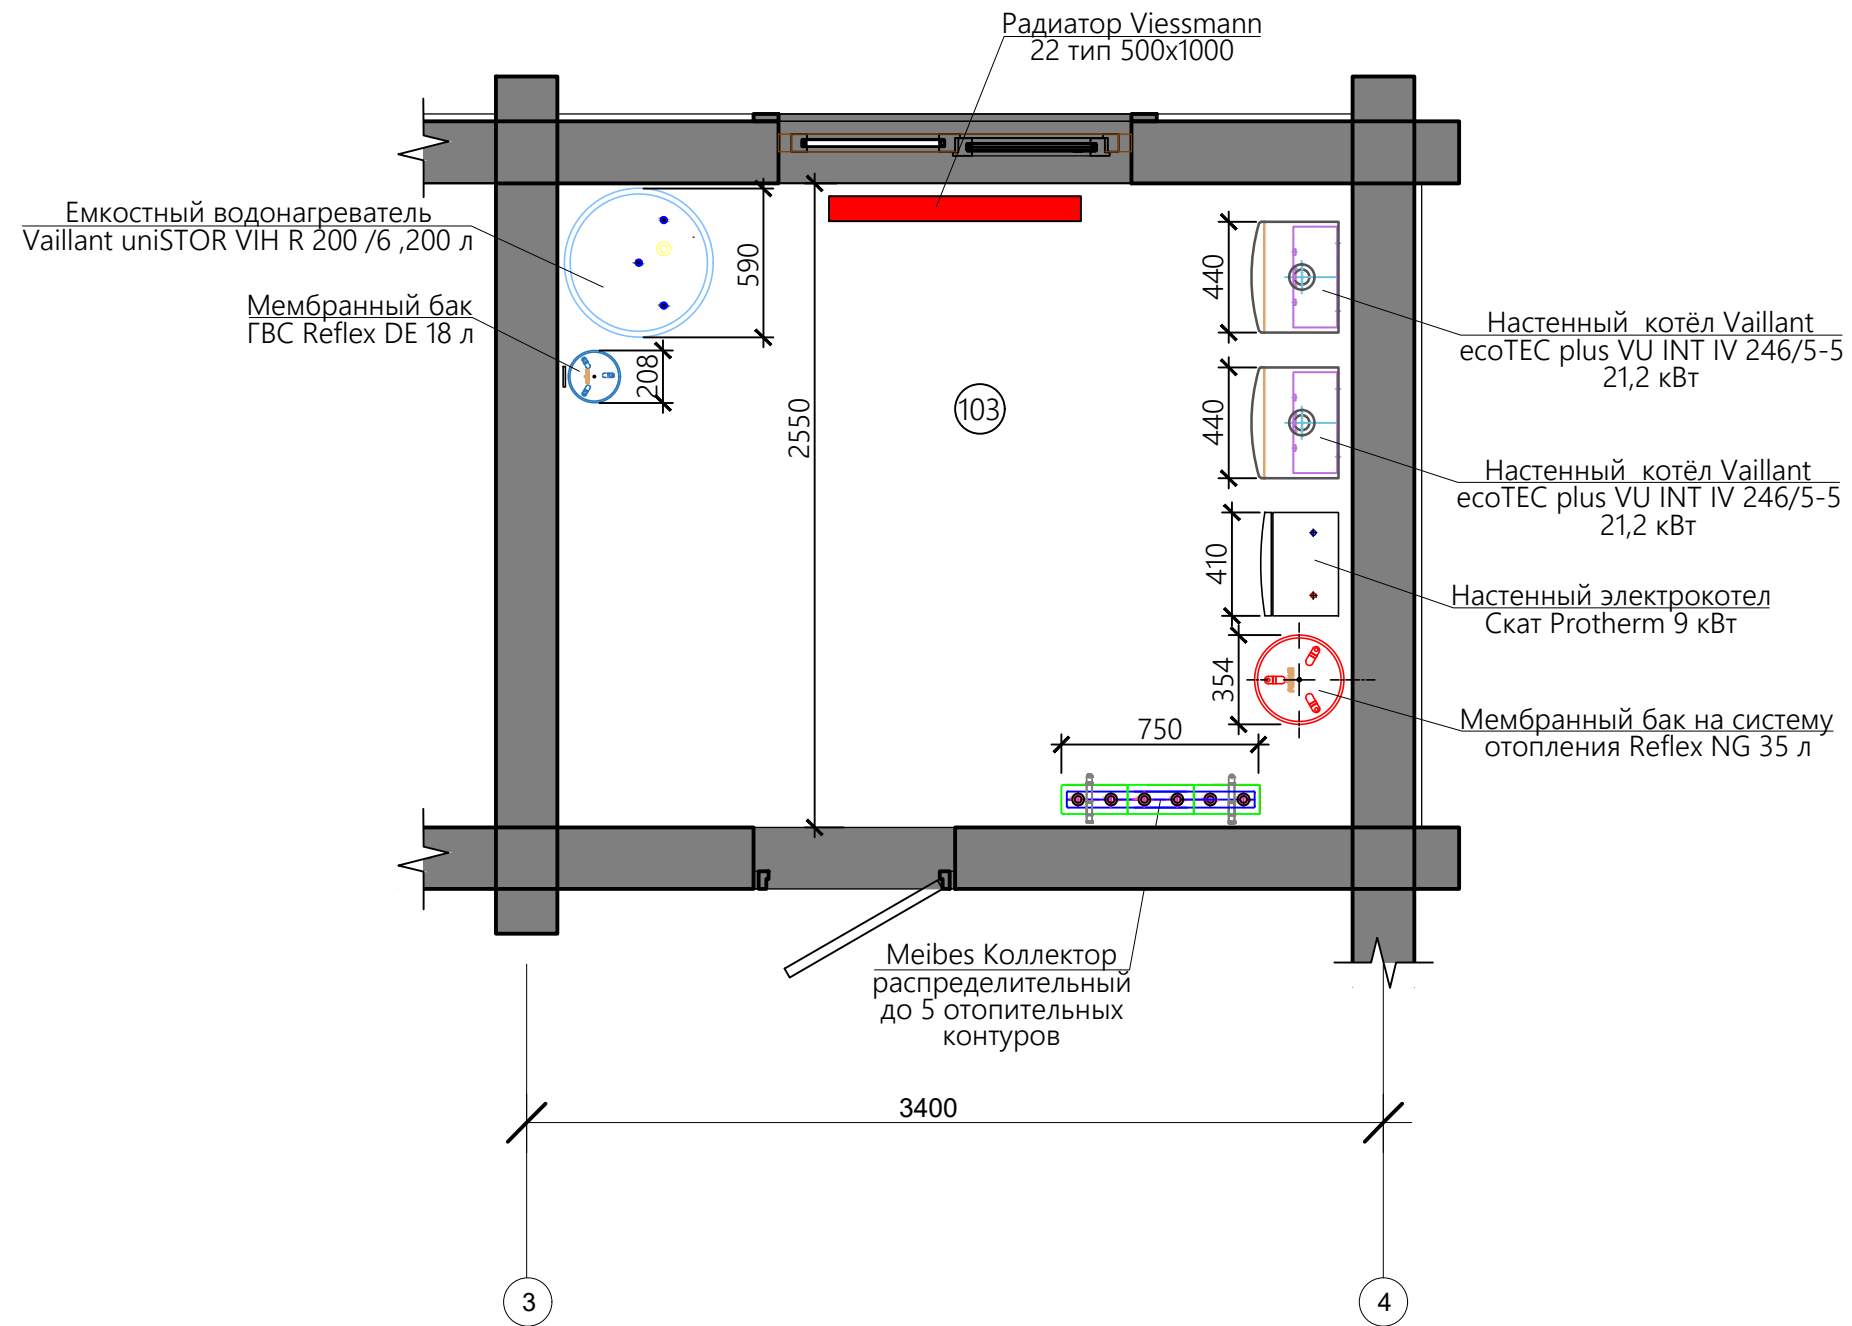 Радиатор Viessmann
22 тип 500x1000
Емкостный водонагреватель
Vaillant uniSTOR VIH R 200 /6 ,200 л
Мембранный бак
ГВС Reflex DE 18 л
590
208
2550
103
440
440
410
354
750
Настенный  котёл Vaillant
ecoTEC plus VU INT IV 246/5-5
21,2 кВт
Настенный  котёл Vaillant
ecoTEC plus VU INT IV 246/5-5
21,2 кВт
Настенный электрокотел
Скат Protherm 9 кВт
Мембранный бак на систему
отопления Reflex NG 35 л
Meibes Коллектор
распределительный
до 5 отопительных
контуров
3400
3
4